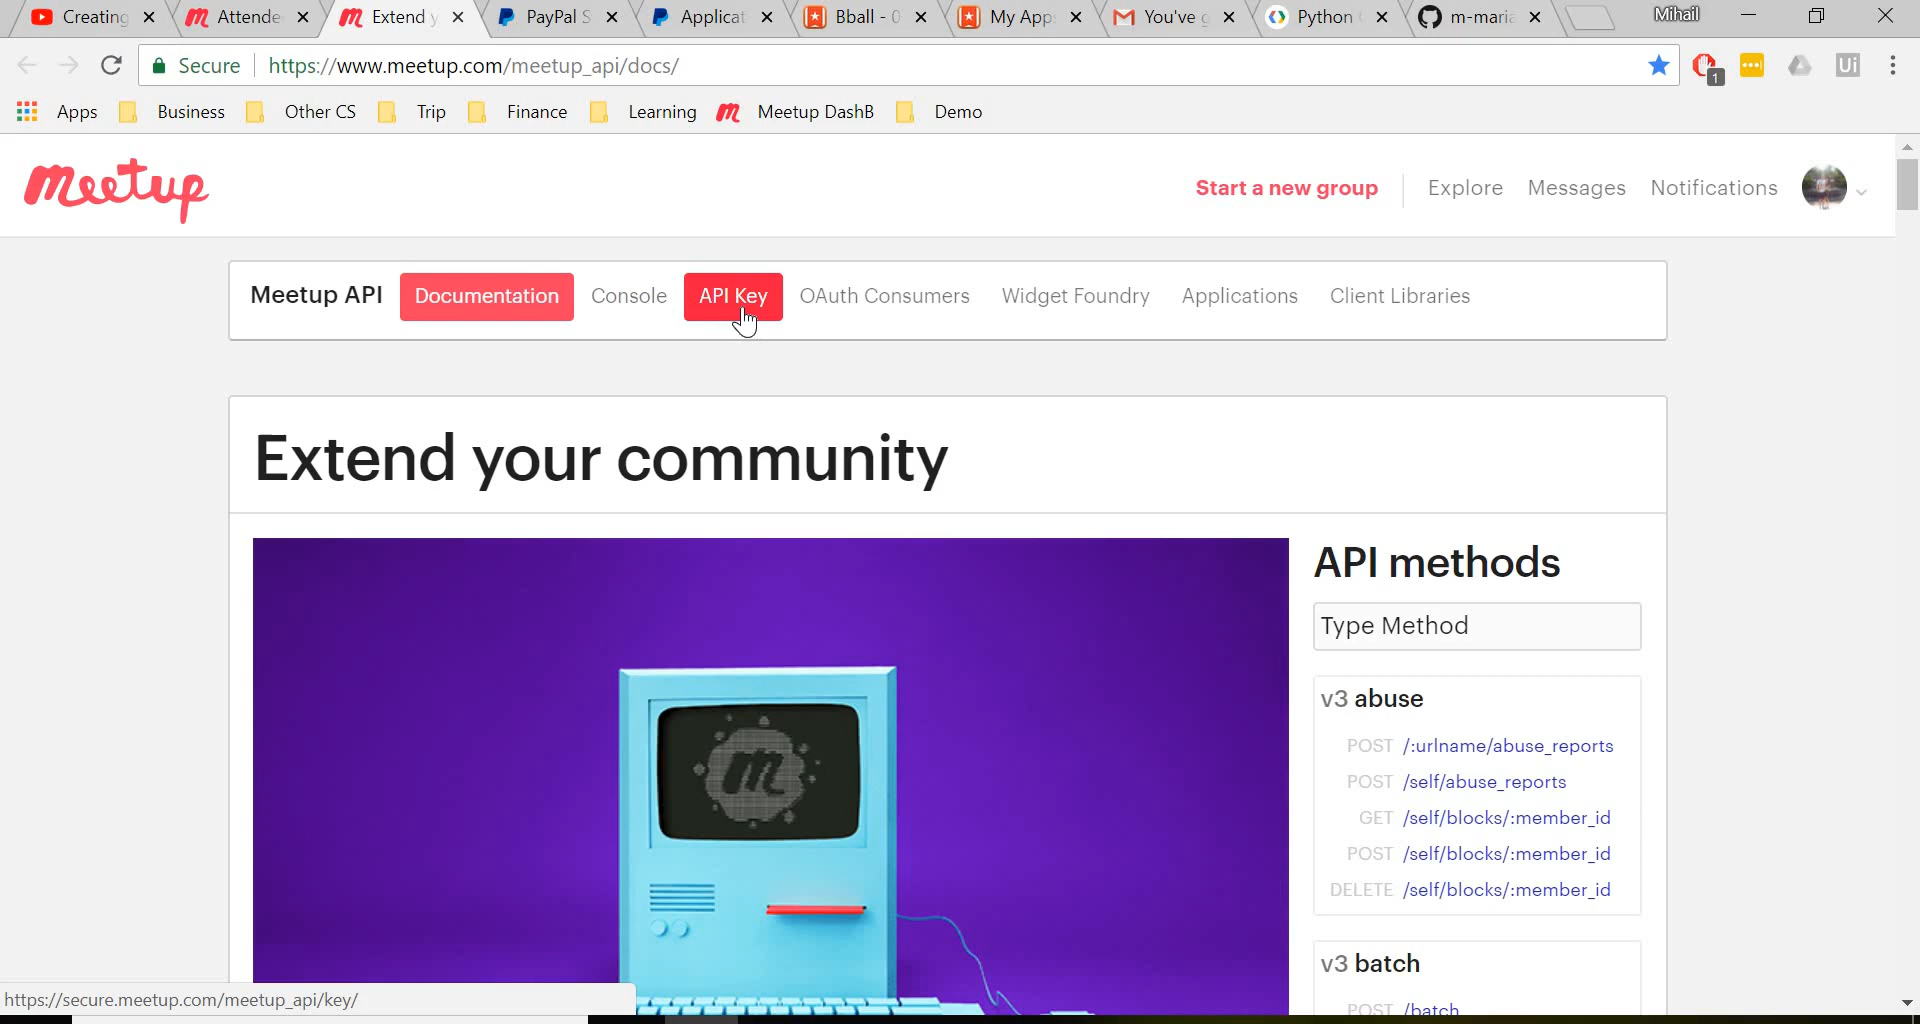 Creating
Attende
Extend y
PayPal S
Applicat
Bball - 0
My App
You've g
Python
m-maria
Mihail
Secure
https://www.meetup.com/meetup_api/docs/
1
Ui
Apps
Business
Other CS
Trip
Finance
Learning
Meetup DashB
Demo
Meetup
Start a new group
Explore
Messages
Notifications
Meetup API
Documentation
Console
API Key
OAuth Consumers
Widget Foundry
Applications
Client Libraries
Extend your community
m
API methods
Type Method
v3 abuse
POST /:urlname/abuse_reports
POST /self/abuse_reports
GET /self/blocks/:member_id
POST /self/blocks/:member_id
DELETE /self/blocks/:member_id
v3 batch
POST /batch
https://secure.meetup.com/meetup_api/key/